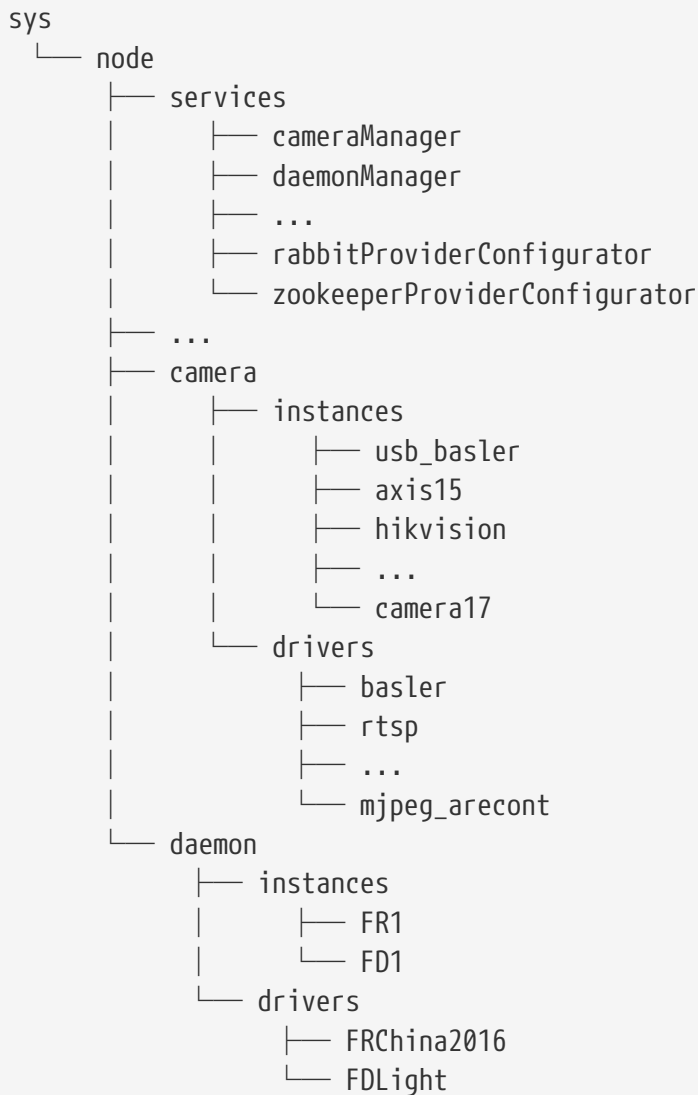 sys
└── node
├── services
│ ├── cameraManager
│ ├── daemonManager
│ ├── ...
│ ├── rabbitProviderConfigurator
│ └── zookeeperProviderConfigurator
├── ...
├── camera
│ ├── instances
│ │ ├── usb_basler
│ │ ├── axis15
│ │ ├── hikvision
│ │ ├── ...
│ │ └── camera17
│ └── drivers
│ ├── basler
│ ├── rtsp
│ ├── ...
│ └── mjpeg_arecont
└── daemon
├── instances
│ ├── FR1
│ └── FD1
└── drivers
├── FRChina2016
└── FDLight